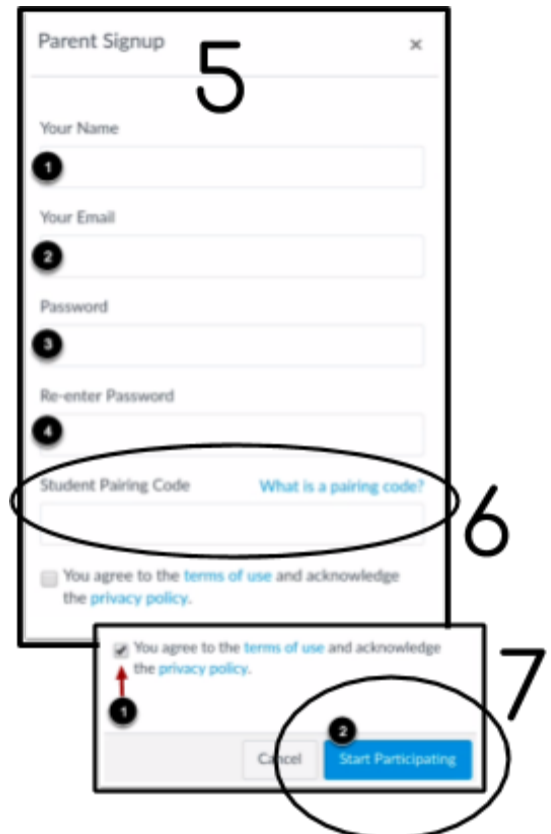 Parent Signup ×
5
Your Name
1
Your Email
2
Password
3
Re-enter Password
4
Student Pairing Code What is a pairing code?
6
You agree to the terms of use and acknowledge
the privacy policy.
You agree to the terms of use and acknowledge
the privacy policy.
7
1
2
Cancel Start Participating